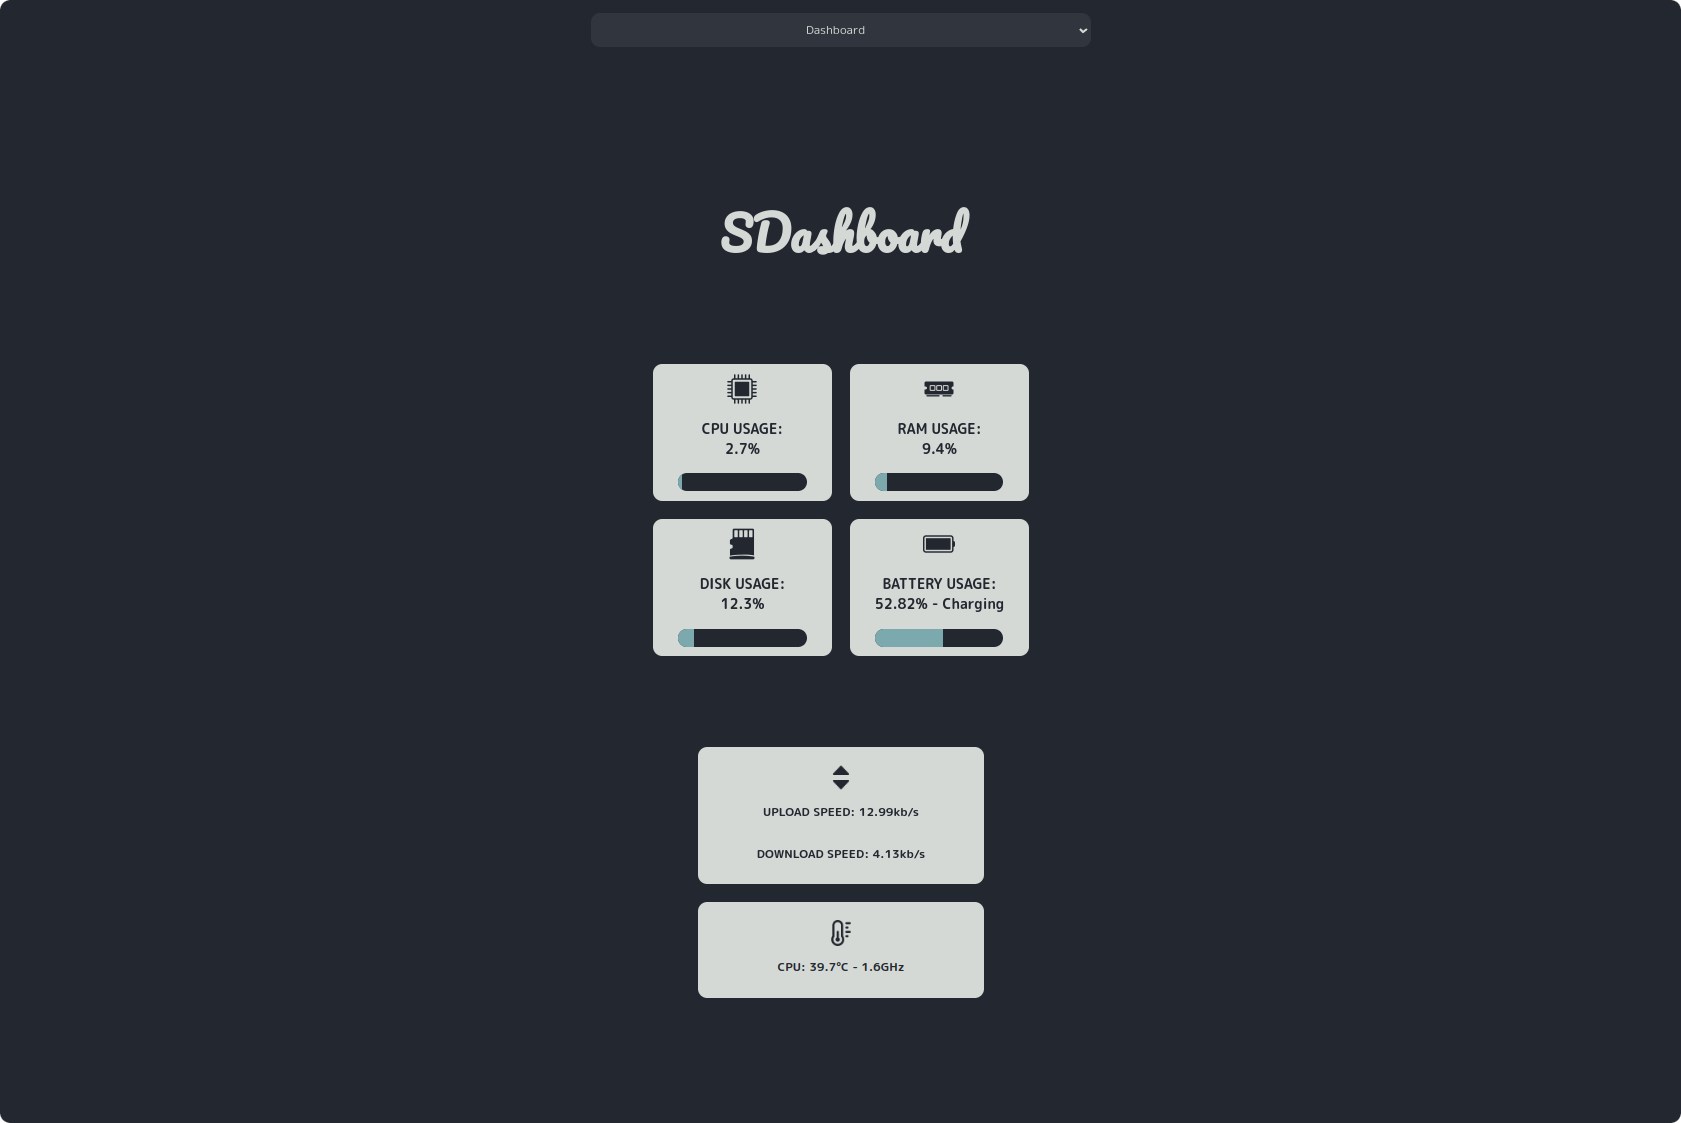 Dashboard
SDashboard
CPU USAGE:
2.7%
RAM USAGE:
9.4%
DISK USAGE:
12.3%
BATTERY USAGE:
52.82% - Charging
UPLOAD SPEED: 12.99kb/s
DOWNLOAD SPEED: 4.13kb/s
CPU: 39.7°C - 1.6GHz